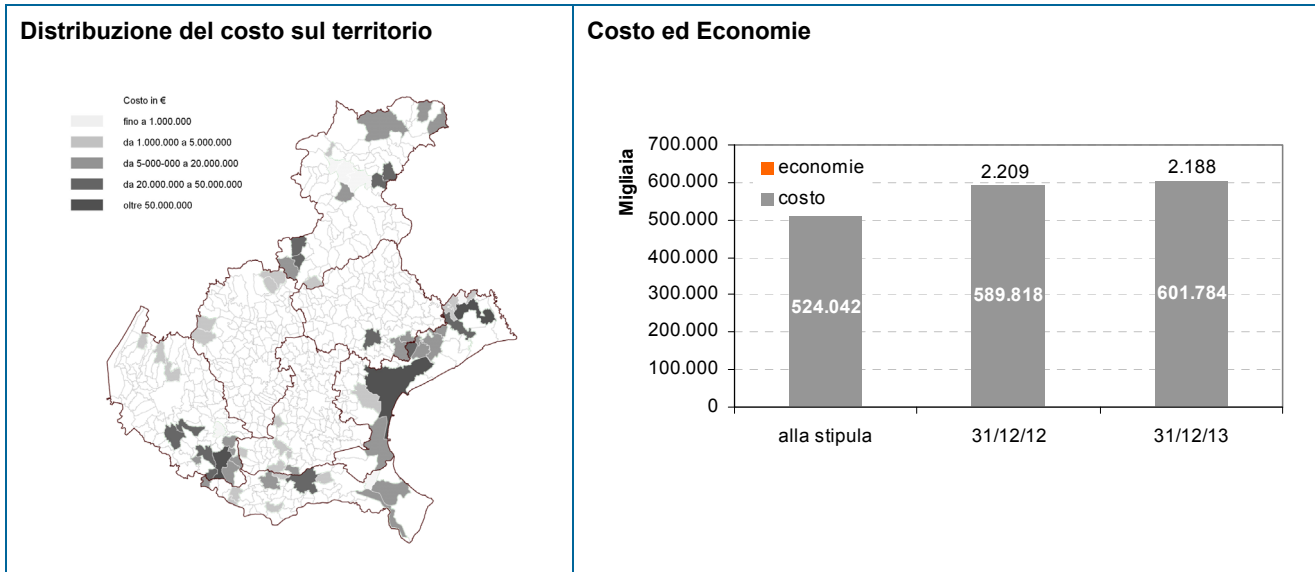 Distribuzione del costo sul territorio
Costo in €
fino a 1.000.000
da 1.000.000 a 5.000.000
da 5-000-000 a 20.000.000
da 20.000.000 a 50.000.000
oltre 50.000.000
Costo ed Economie
Migliaia
700.000
600.000
500.000
400.000
300.000
200.000
100.000
0
economie
costo
2.209
2.188
524.042
589.818
601.784
alla stipula
31/12/12
31/12/13